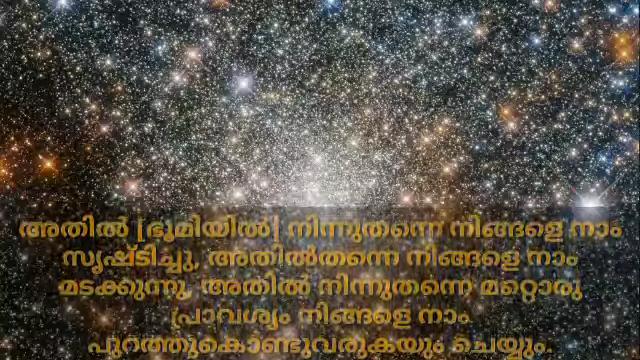 അതിൽ [ഭൂമിയിൽ] നിന്നുതന്നെ നിങ്ങളെ നാം
സൃഷ്ടിച്ചു, അതിൽതന്നെ നിങ്ങളെ നാം
മടക്കുന്നു, അതിൽ നിന്നുതന്നെ മറ്റൊരു
പ്രാവശ്യം നിങ്ങളെ നാം
പുറത്തുകൊണ്ടുവരുകയും ചെയ്യും.